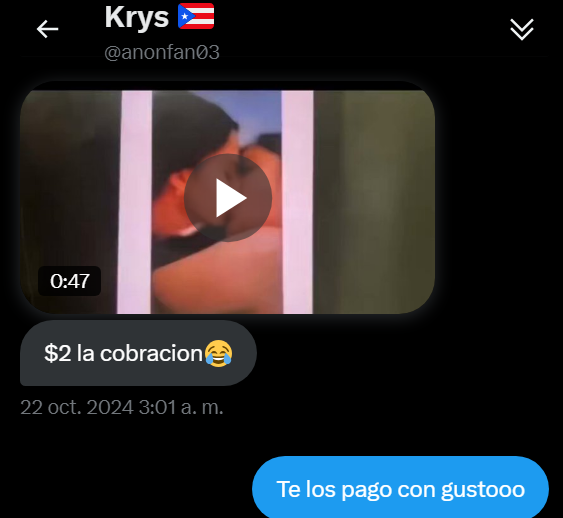 Krys 🇵🇷
@anonfan03
0:47
$2 la cobracion😂
22 oct. 2024 3:01 a. m.
Te los pago con gustooo